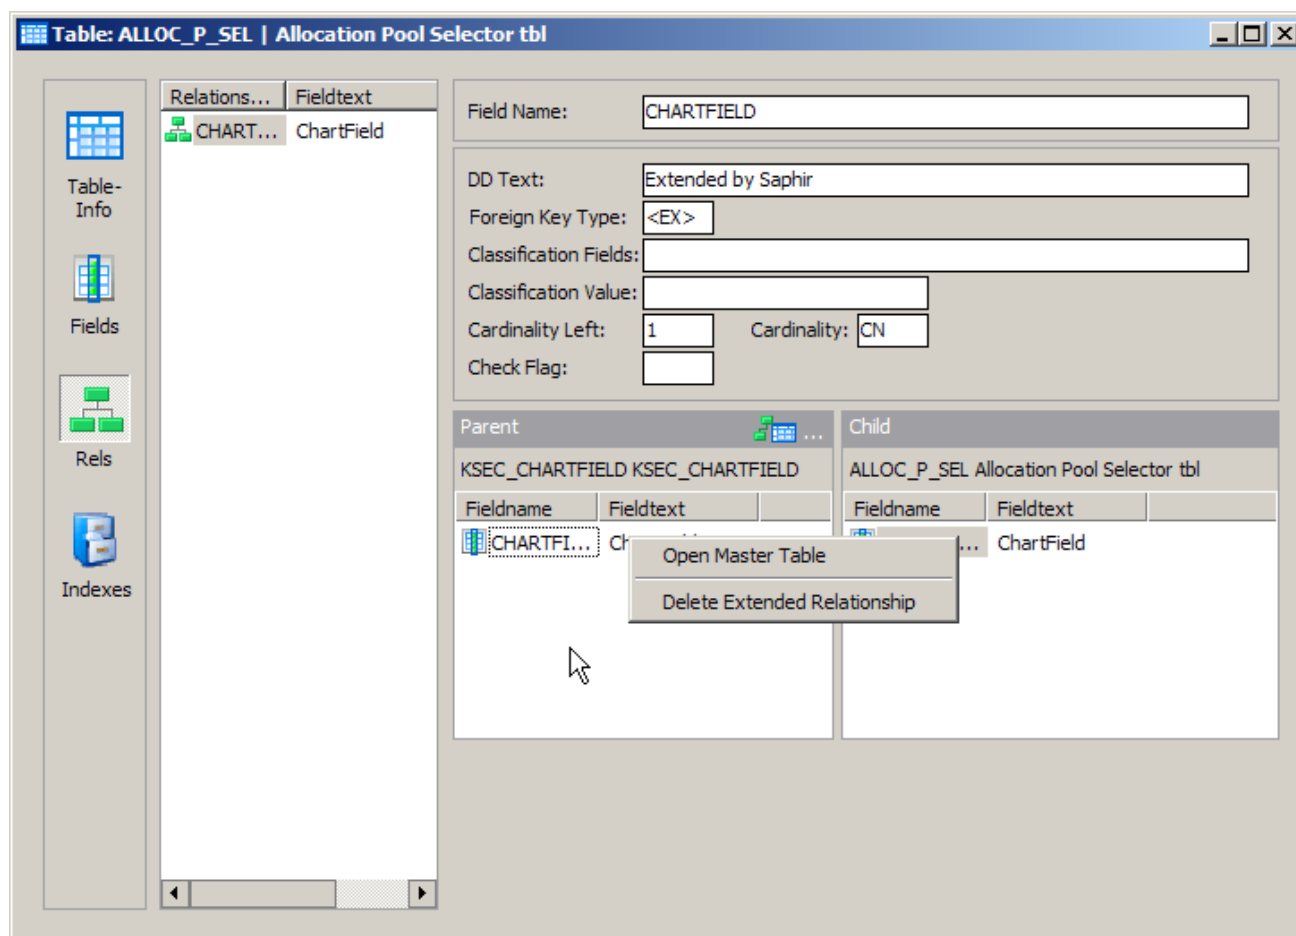 Table: ALLOC_P_SEL | Allocation Pool Selector tbl
Table-
Info
Fields
Rels
Indexes
Relations... Fieldtext
CHART... ChartField
Field Name: CHARTFIELD
DD Text: Extended by Saphir
Foreign Key Type: <EX>
Classification Fields:
Classification Value:
Cardinality Left: 1 Cardinality: CN
Check Flag:
Parent ...
KSEC_CHARTFIELD KSEC_CHARTFIELD
Fieldname Fieldtext
CHARTFI...
Child
ALLOC_P_SEL Allocation Pool Selector tbl
Fieldname Fieldtext
... ChartField
Open Master Table
Delete Extended Relationship